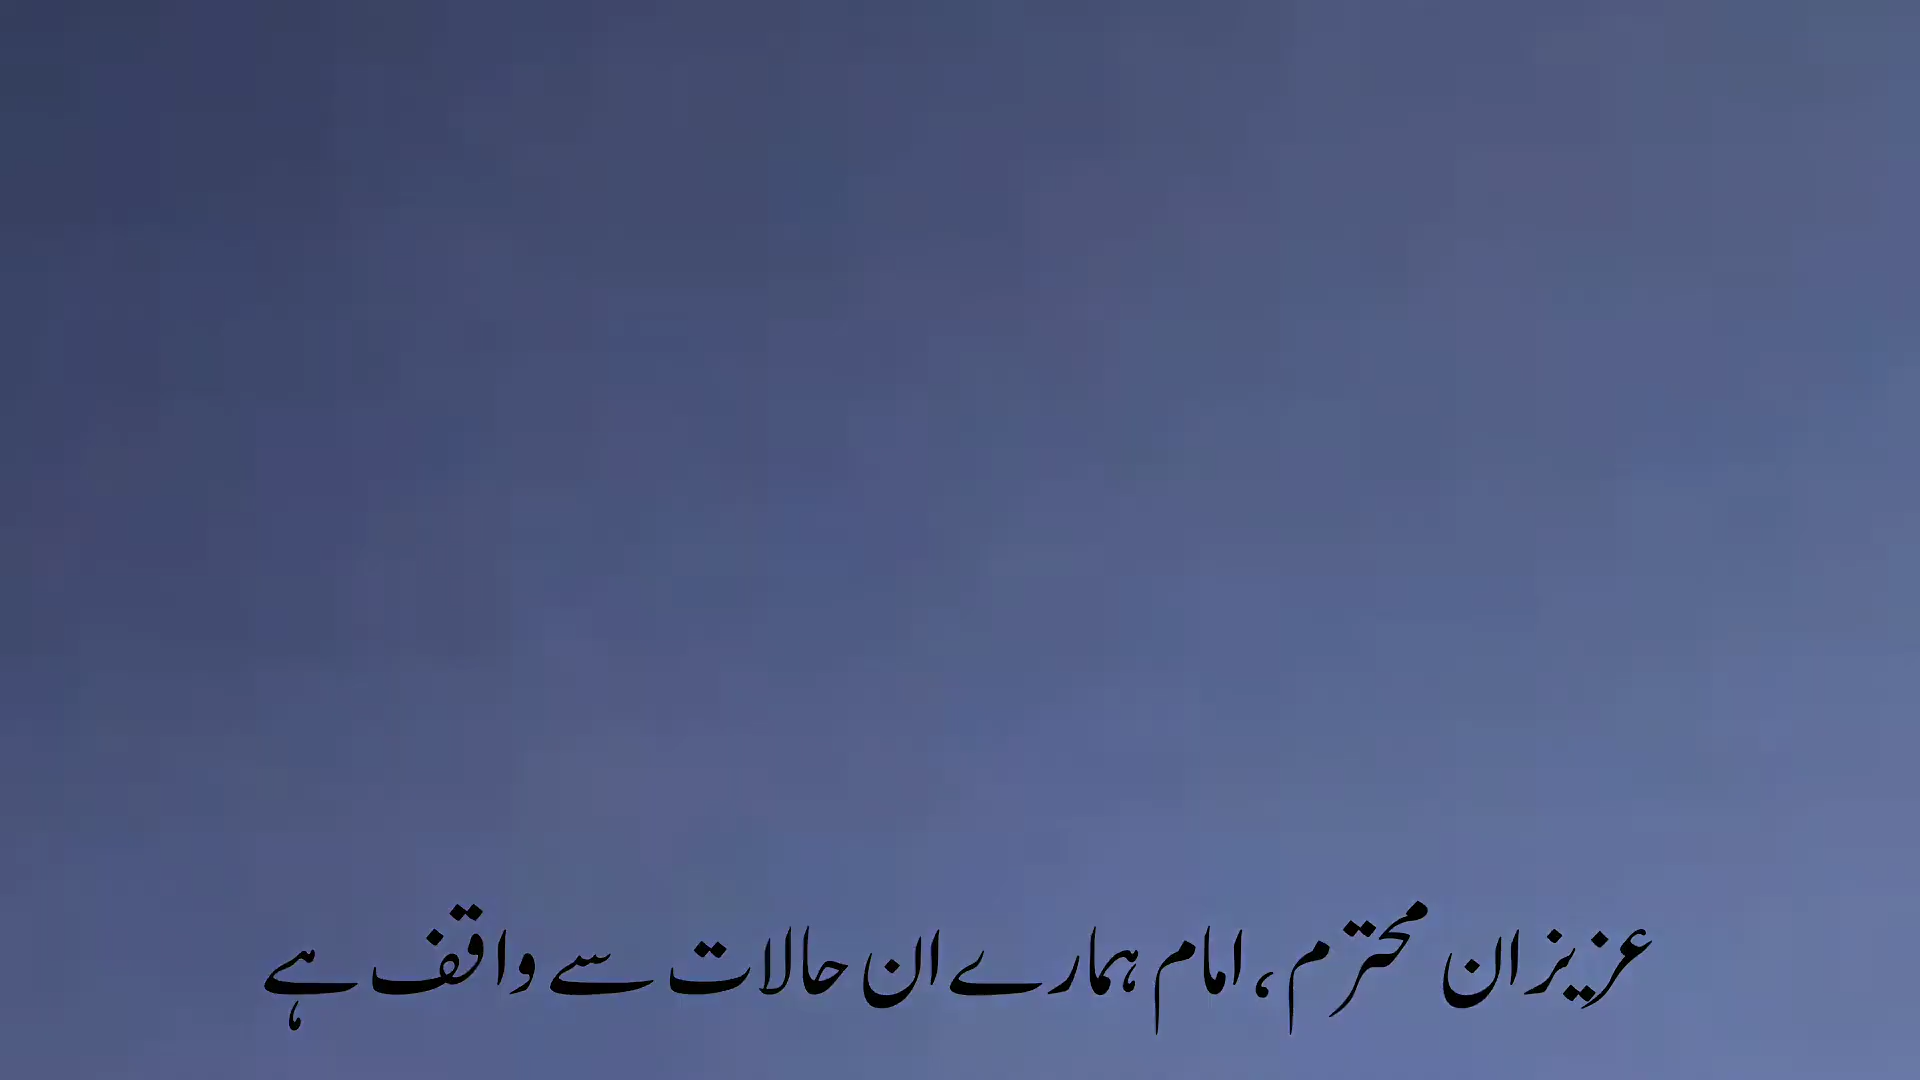 عزیزان محترم، امام ہمارے ان حالات سے واقف ہے